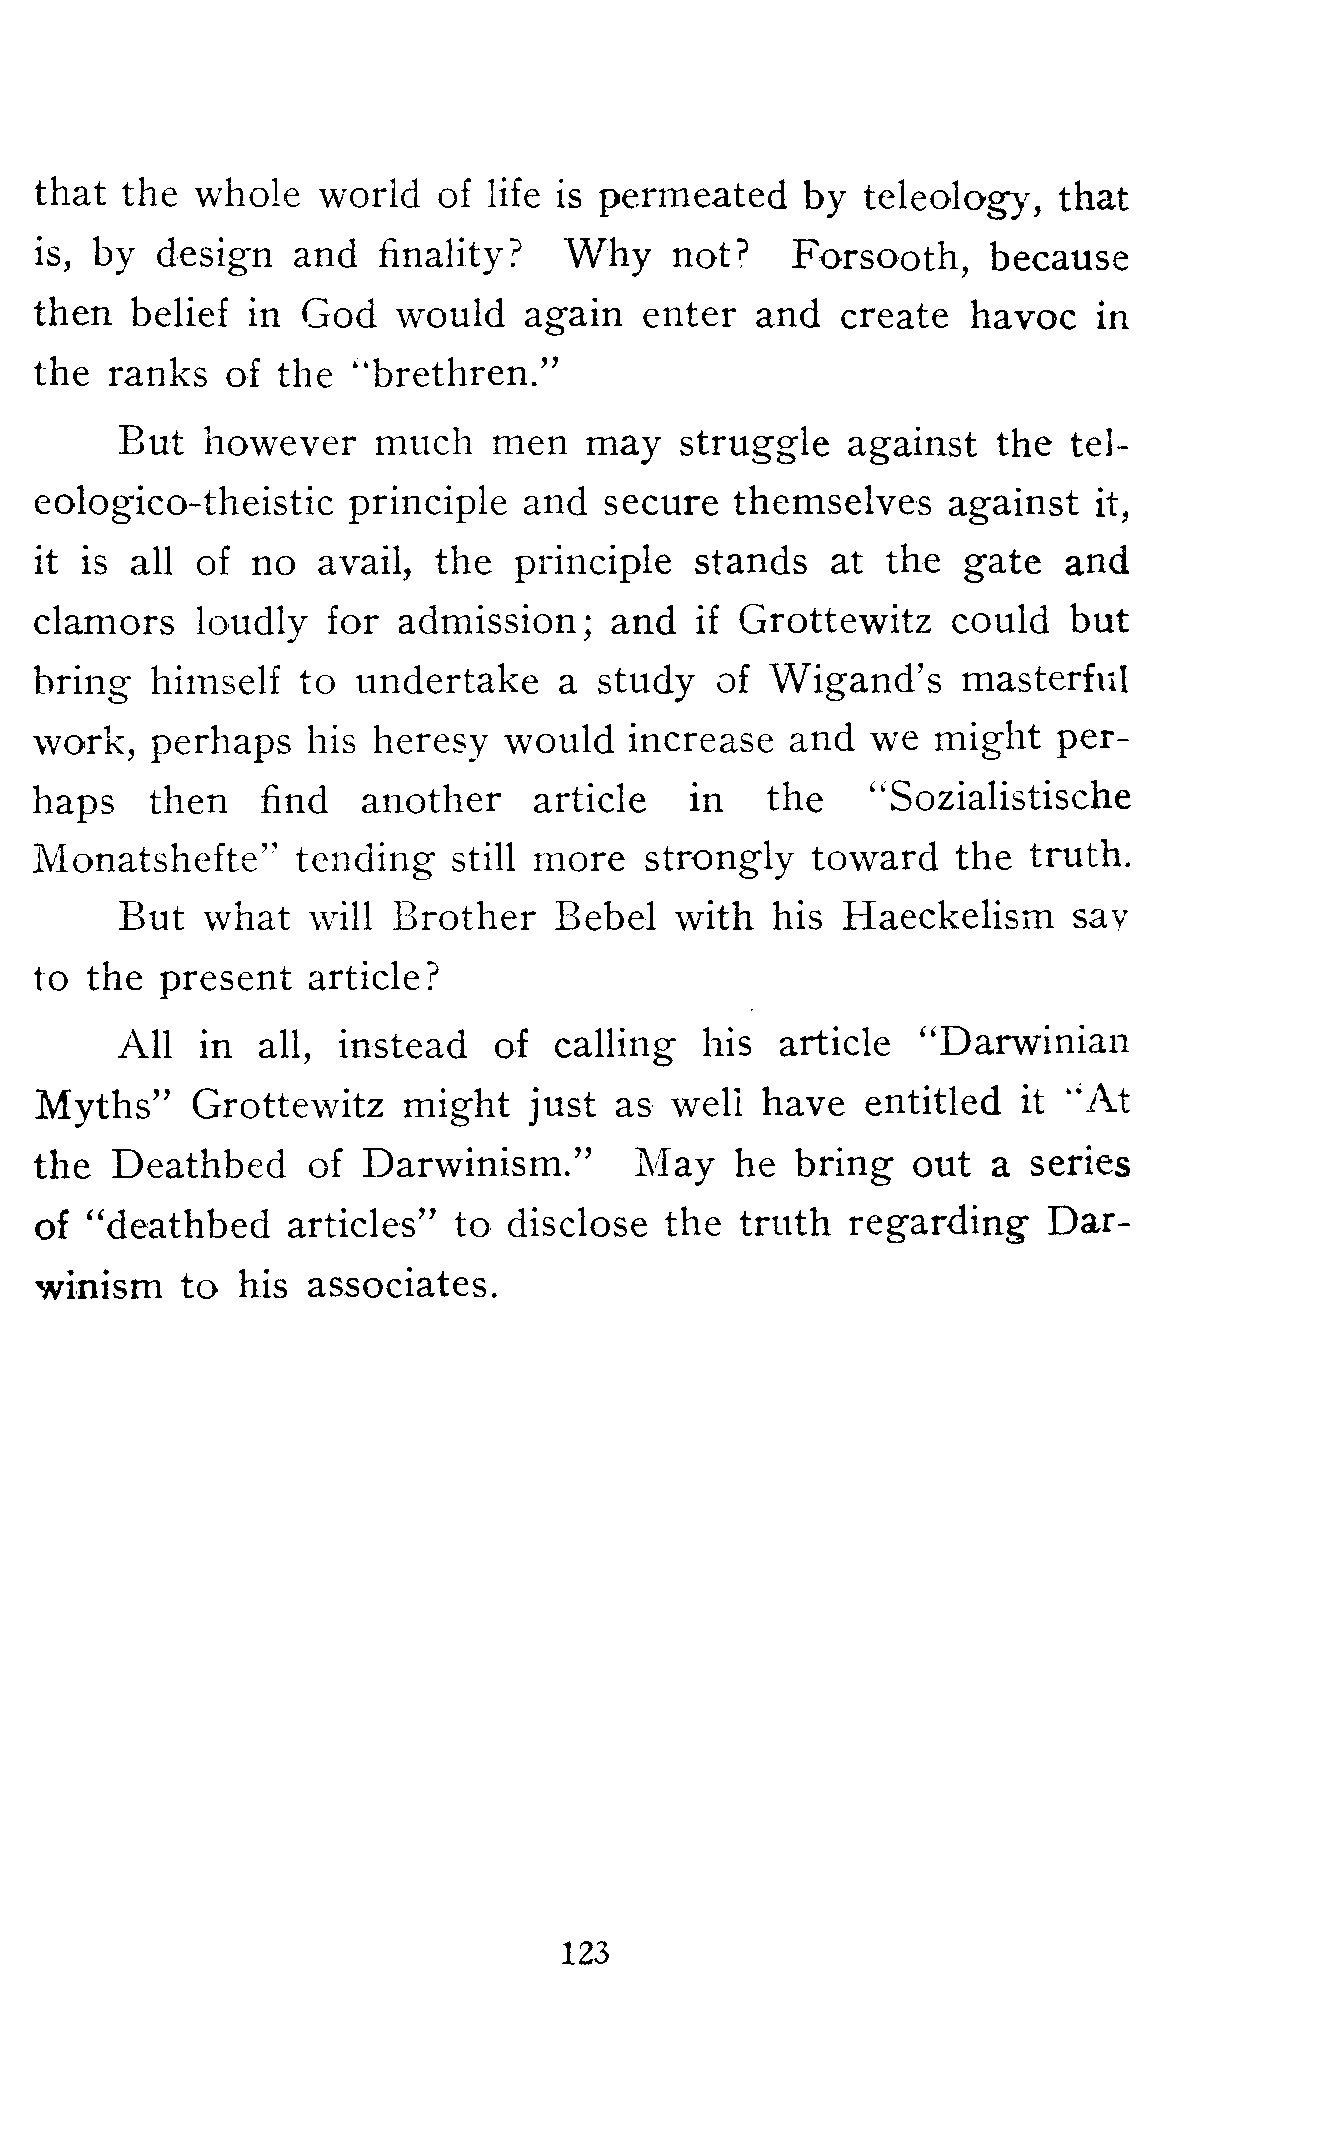 that the whole world of life is permeated by teleology, that
is, by design and finality? Why not? Forsooth, because
then belief in God would again enter and create havoc in
the ranks of the "brethren."
But however much men may struggle against the tel-
eologico-theistic principle and secure themselves against it,
it is all of no avail, the principle stands at the gate and
clamors loudly for admission; and if Grottewitz could but
bring himself to undertake a study of Wigand's masterful
work, perhaps his heresy would increase and we might per-
haps then find another article in the "Sozialistische
Monatshefte" tending still more strongly toward the truth.
But what will Brother Bebel with his Haeckelism say
to the present article?
All in all, instead of calling his article "Darwinian
Myths" Grottewitz might just as well have entitled it "At
the Deathbed of Darwinism." May he bring out a series
of "deathbed articles" to disclose the truth regarding Dar-
winism to his associates.
123